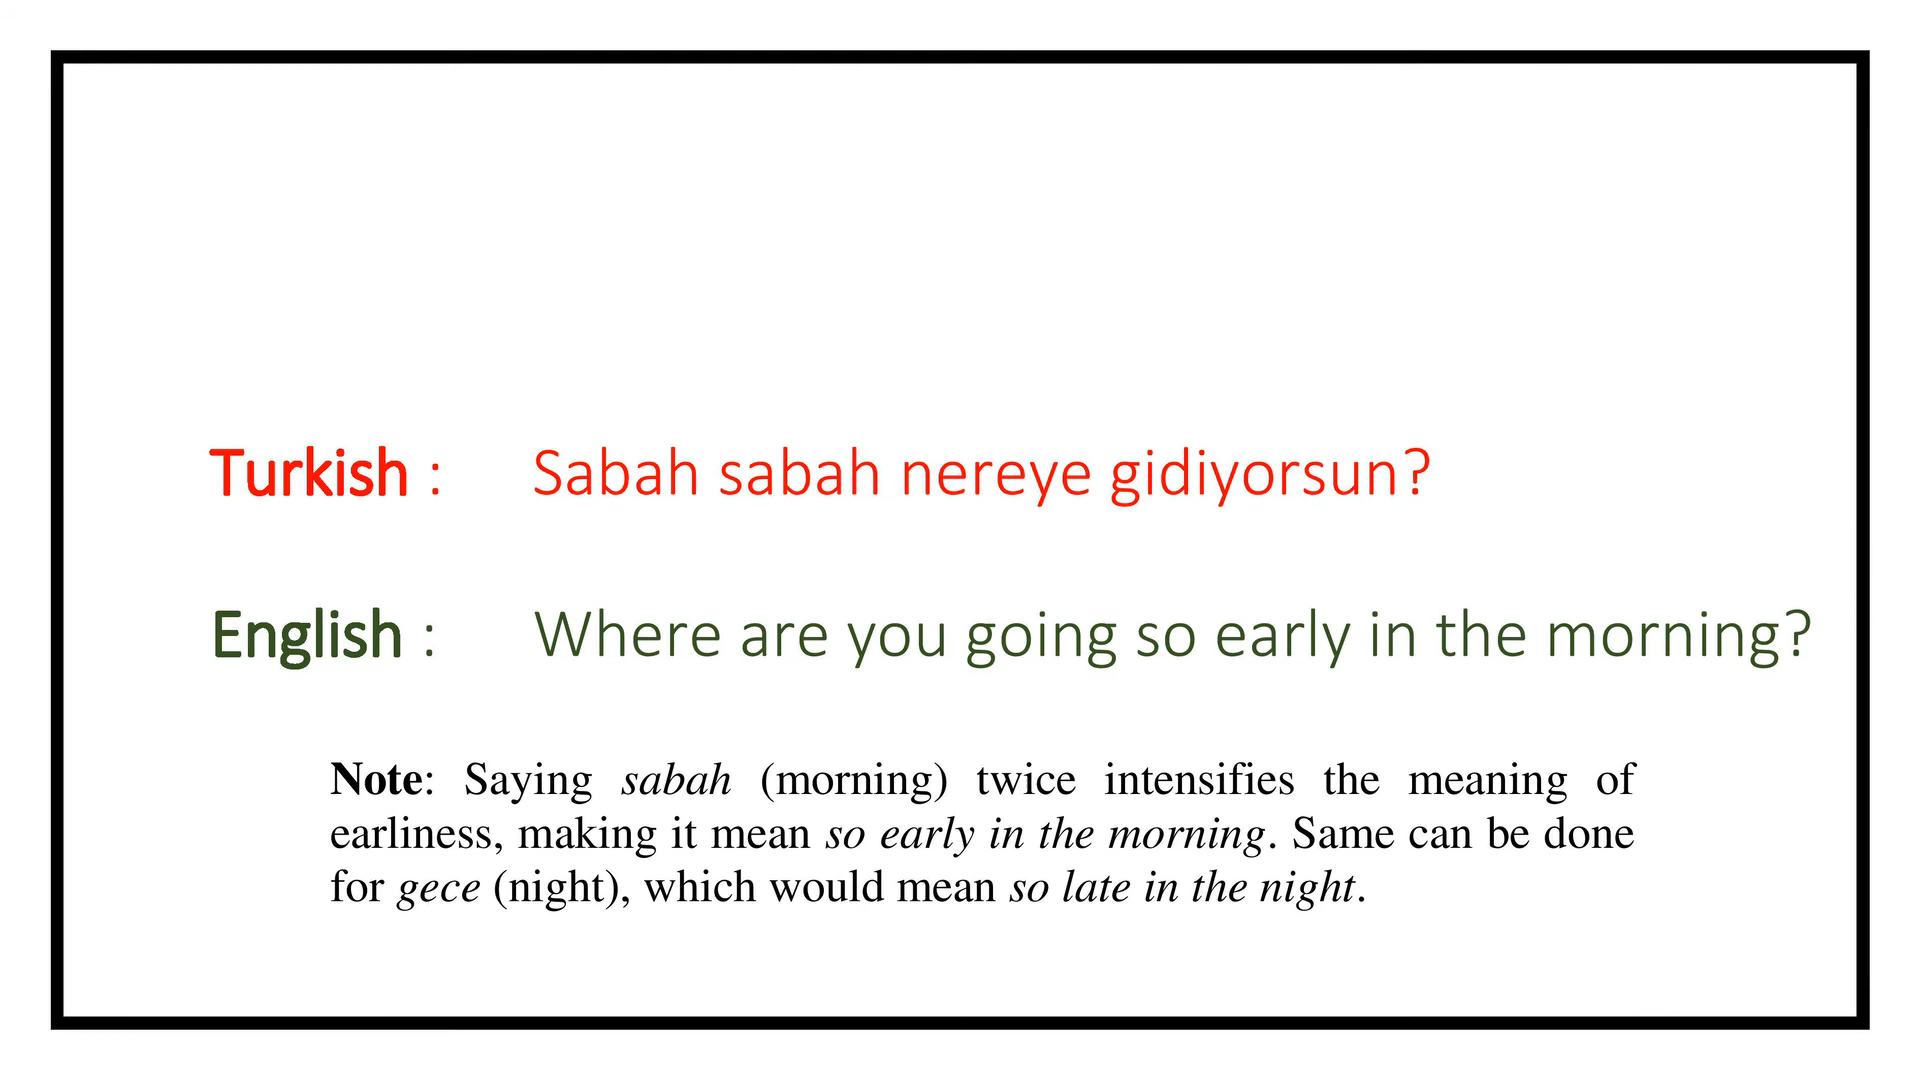 Turkish : Sabah sabah nereye gidiyorsun?
English : Where are you going so early in the morning?
Note: Saying sabah (morning) twice intensifies the meaning of
earliness, making it mean so early in the morning. Same can be done
for gece (night), which would mean so late in the night.